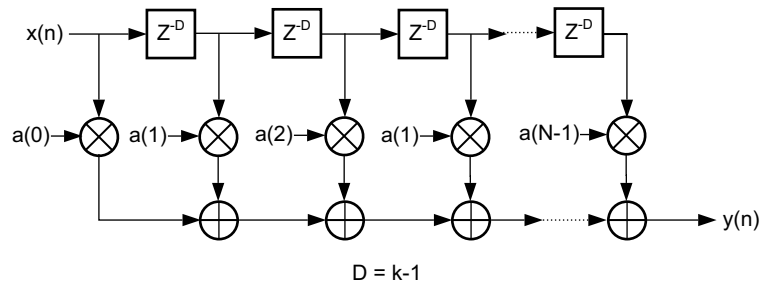 x(n) Z-D Z-D Z-D Z-D
a(0) a(1) a(2) a(1) a(N-1)
y(n)
D = k-1